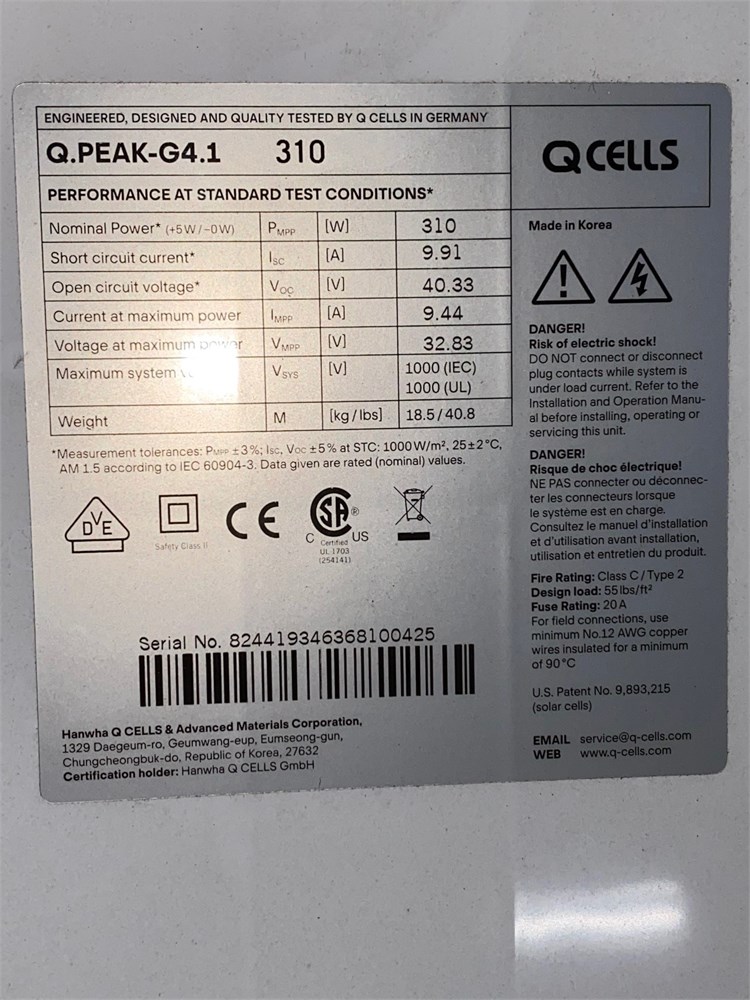 ENGINEERED, DESIGNED AND QUALITY TESTED BY Q CELLS IN GERMANY
Q.PEAK-G4.1 310
PERFORMANCE AT STANDARD TEST CONDITIONS*
Nominal Power* (+5W/-0W) PMPP [W] 310
Short circuit current* ISC [A] 9.91
Open circuit voltage* VOC [V] 40.33
Current at maximum power IMPP [A] 9.44
Voltage at maximum power VMPP [V] 32.83
Maximum system VSYS [V] 1000 (IEC)
1000 (UL)
Weight M [kg/lbs] 18.5/40.8
*Measurement tolerances: PMPP ±3%; ISC, VOC ±5% at STC: 1000W/m², 25±2°C,
AM 1.5 according to IEC 60904-3. Data given are rated (nominal) values.
DVE
Safety Class II
CE
SA®
C Certified US
UL 1703
(254141)
Serial No. 824419346368100425
Hanwha Q CELLS & Advanced Materials Corporation,
1329 Daegeum-ro, Geumwang-eup, Eumseong-gun,
Chungcheongbuk-do, Republic of Korea, 27632
Certification holder: Hanwha Q CELLS GmbH
Q CELLS
Made in Korea
DANGER!
Risk of electric shock!
DO NOT connect or disconnect
plug contacts while system is
under load current. Refer to the
Installation and Operation Manu-
al before installing, operating or
servicing this unit.
DANGER!
Risque de choc électrique!
NE PAS connecter ou déconnec-
ter les connecteurs lorsque
le système est en charge.
Consultez le manuel d'installation
et d'utilisation avant installation,
utilisation et entretien du produit.
Fire Rating: Class C / Type 2
Design load: 55lbs/ft²
Fuse Rating: 20A
For field connections, use
minimum No.12 AWG copper
wires insulated for a minimum
of 90°C
U.S. Patent No. 9,893,215
(solar cells)
EMAIL service@q-cells.com
WEB www.q-cells.com